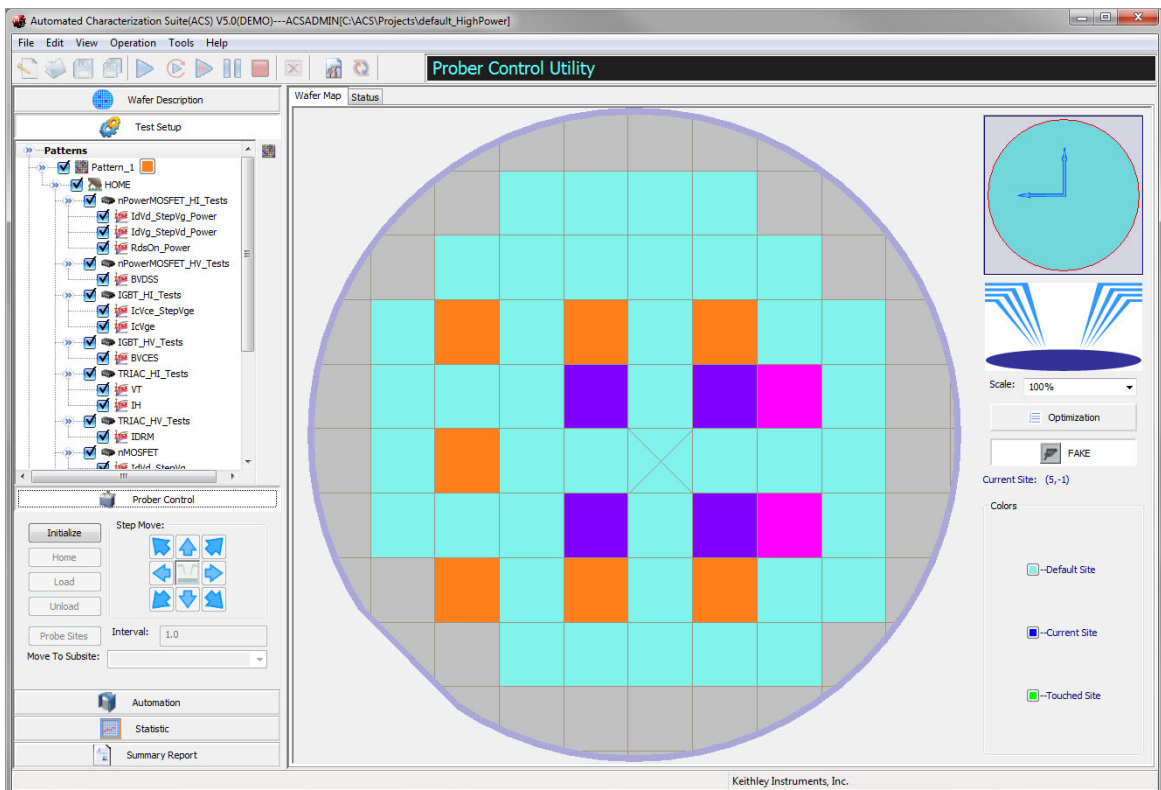 Automated Characterization Suite(ACS) V5.0(DEMO)---ACSADMIN[C:\ACS\Projects\default_HighPower]
File Edit View Operation Tools Help
Prober Control Utility
Wafer Description
Test Setup
Patterns
Pattern_1
HOME
nPowerMOSFET_HI_Tests
IdVd_StepVg_Power
IdVg_StepVd_Power
RdsOn_Power
nPowerMOSFET_HV_Tests
BVDSS
IGBT_HI_Tests
IcVce_StepVge
IcVge
IGBT_HV_Tests
BVCES
TRIAC_HI_Tests
VT
IH
TRIAC_HV_Tests
IDRM
nMOSFET
IdVd_StepVg
Prober Control
Initialize
Home
Load
Unload
Probe Sites
Step Move:
Interval: 1.0
Move To Subsite:
Automation
Statistic
Summary Report
Wafer Map Status
Scale: 100%
Optimization
FAKE
Current Site: (5,-1)
Colors
--Default Site
--Current Site
--Touched Site
Keithley Instruments, Inc.